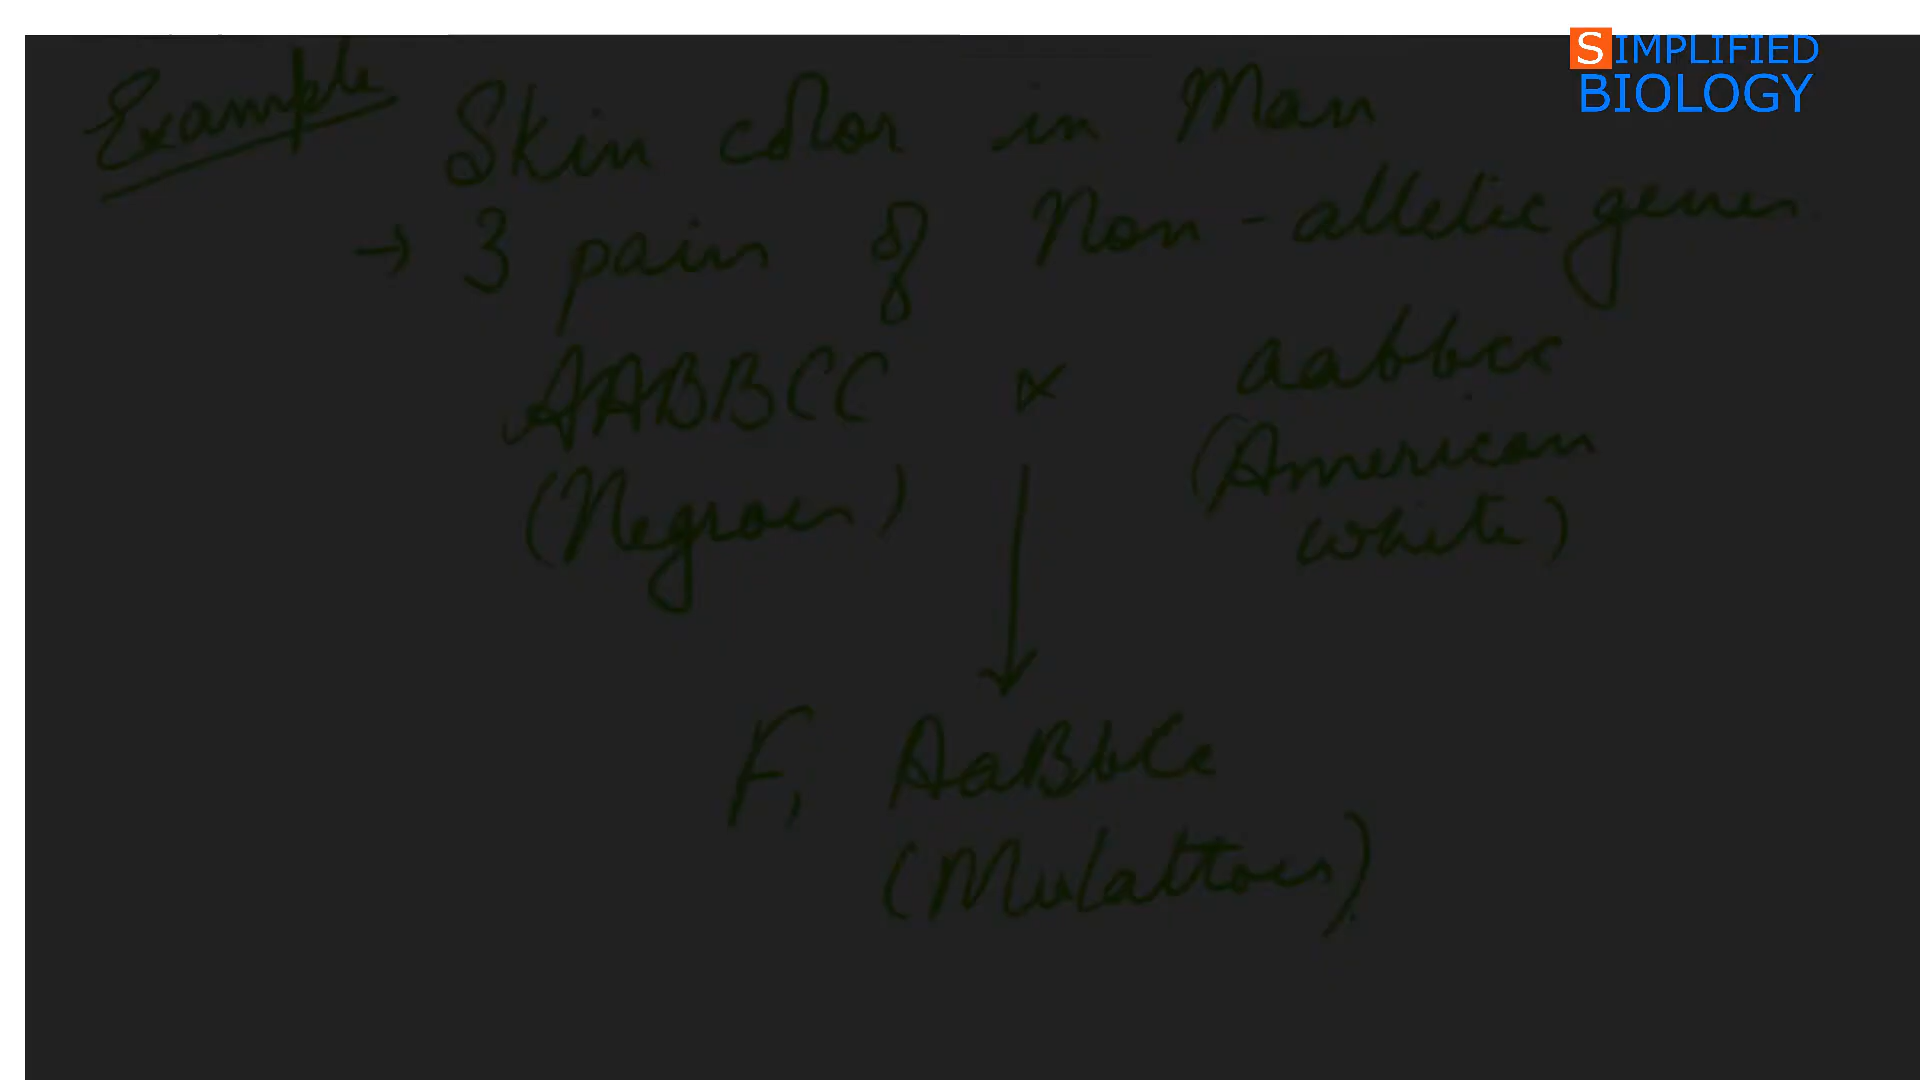 SIMPLIFIED
BIOLOGY
Example Skin color in Man
→ 3 pairs of Non-allelic genes
AABBCC × aabbcc
(Negroes) (American
white)
F1 AaBbCc
(Mulattoes)